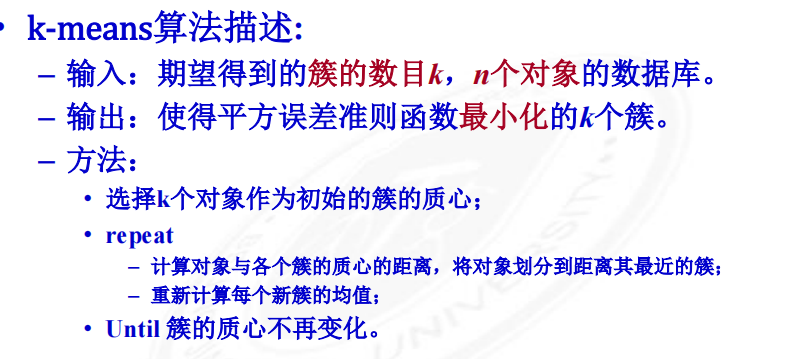 • k-means算法描述:
– 输入：期望得到的簇的数目k，n个对象的数据库。
– 输出：使得平方误差准则函数最小化的k个簇。
– 方法：
• 选择k个对象作为初始的簇的质心；
• repeat
– 计算对象与各个簇的质心的距离，将对象划分到距离其最近的簇；
– 重新计算每个新簇的均值；
• Until 簇的质心不再变化。
UNIVERSITY